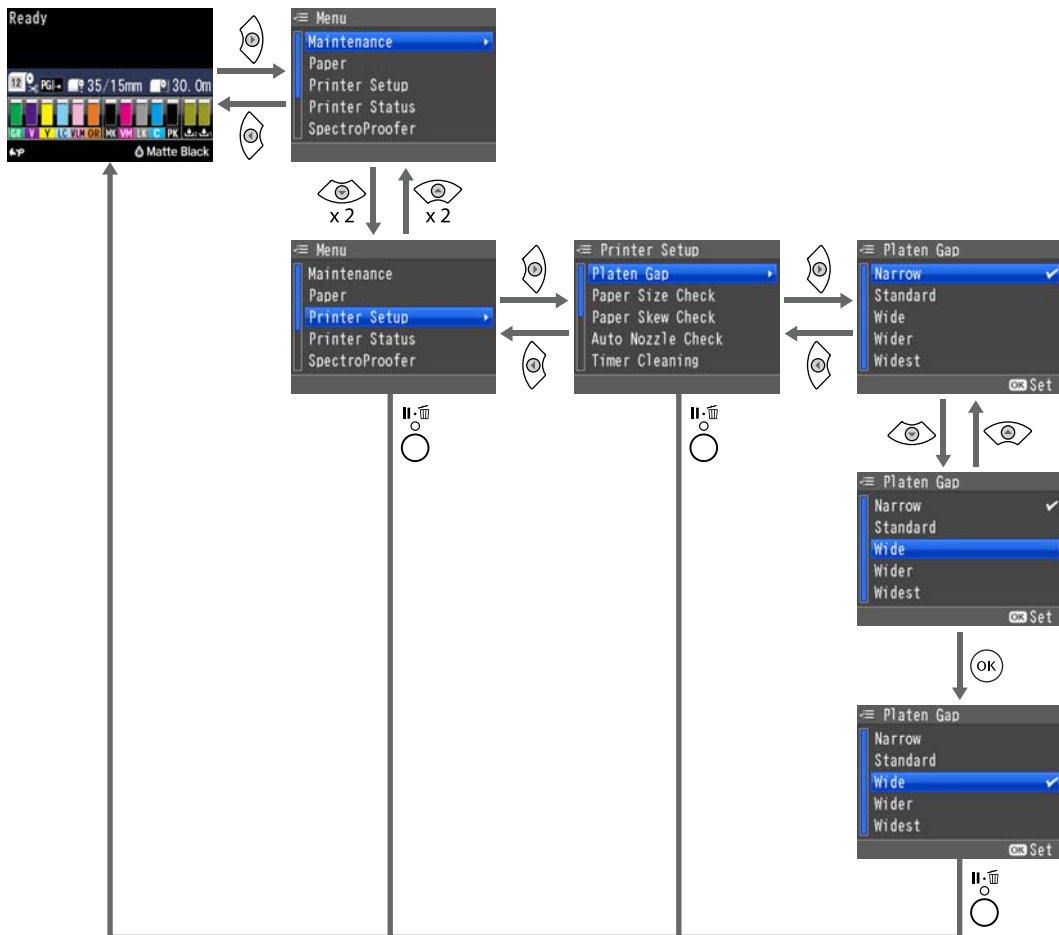 Ready
12 PGI 35/15mm 30.0m
GR V Y LC VLM OR MK VM LK C PK
Matte Black
Menu
Maintenance
Paper
Printer Setup
Printer Status
SpectroProofer
x 2
x 2
Menu
Maintenance
Paper
Printer Setup
Printer Status
SpectroProofer
Printer Setup
Platen Gap
Paper Size Check
Paper Skew Check
Auto Nozzle Check
Timer Cleaning
Platen Gap
Narrow
Standard
Wide
Wider
Widest
OK Set
Platen Gap
Narrow
Standard
Wide
Wider
Widest
OK Set
OK
Platen Gap
Narrow
Standard
Wide
Wider
Widest
OK Set